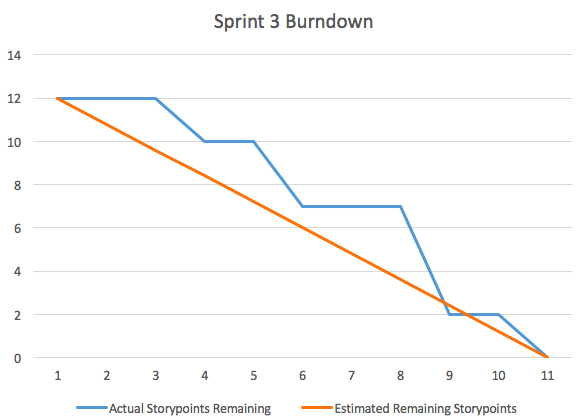 Sprint 3 Burndown
14
12
10
8
6
4
2
0
1 2 3 4 5 6 7 8 9 10 11
Actual Storypoints Remaining Estimated Remaining Storypoints